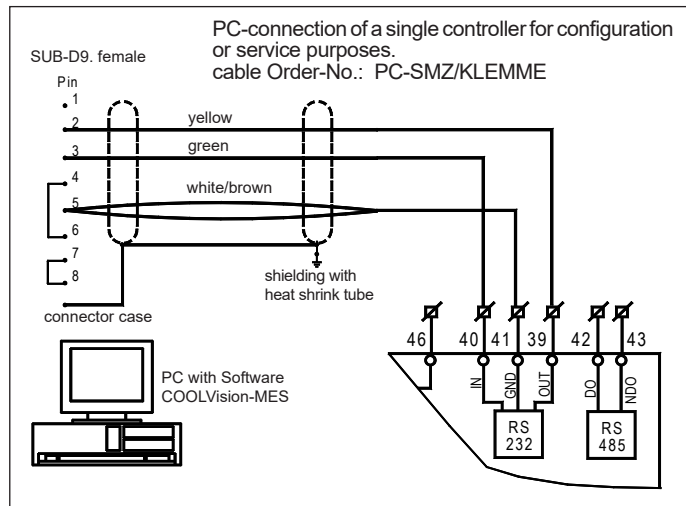 PC-connection of a single controller for configuration
or service purposes.
cable Order-No.: PC-SMZ/KLEMME
SUB-D9. female
Pin
1
2
yellow
3
green
4
white/brown
5
6
7
8
shielding with
heat shrink tube
connector case
46 40 41 39 42 43
IN GND OUT DO NDO
PC with Software
COOLVision-MES
RS
232
RS
485